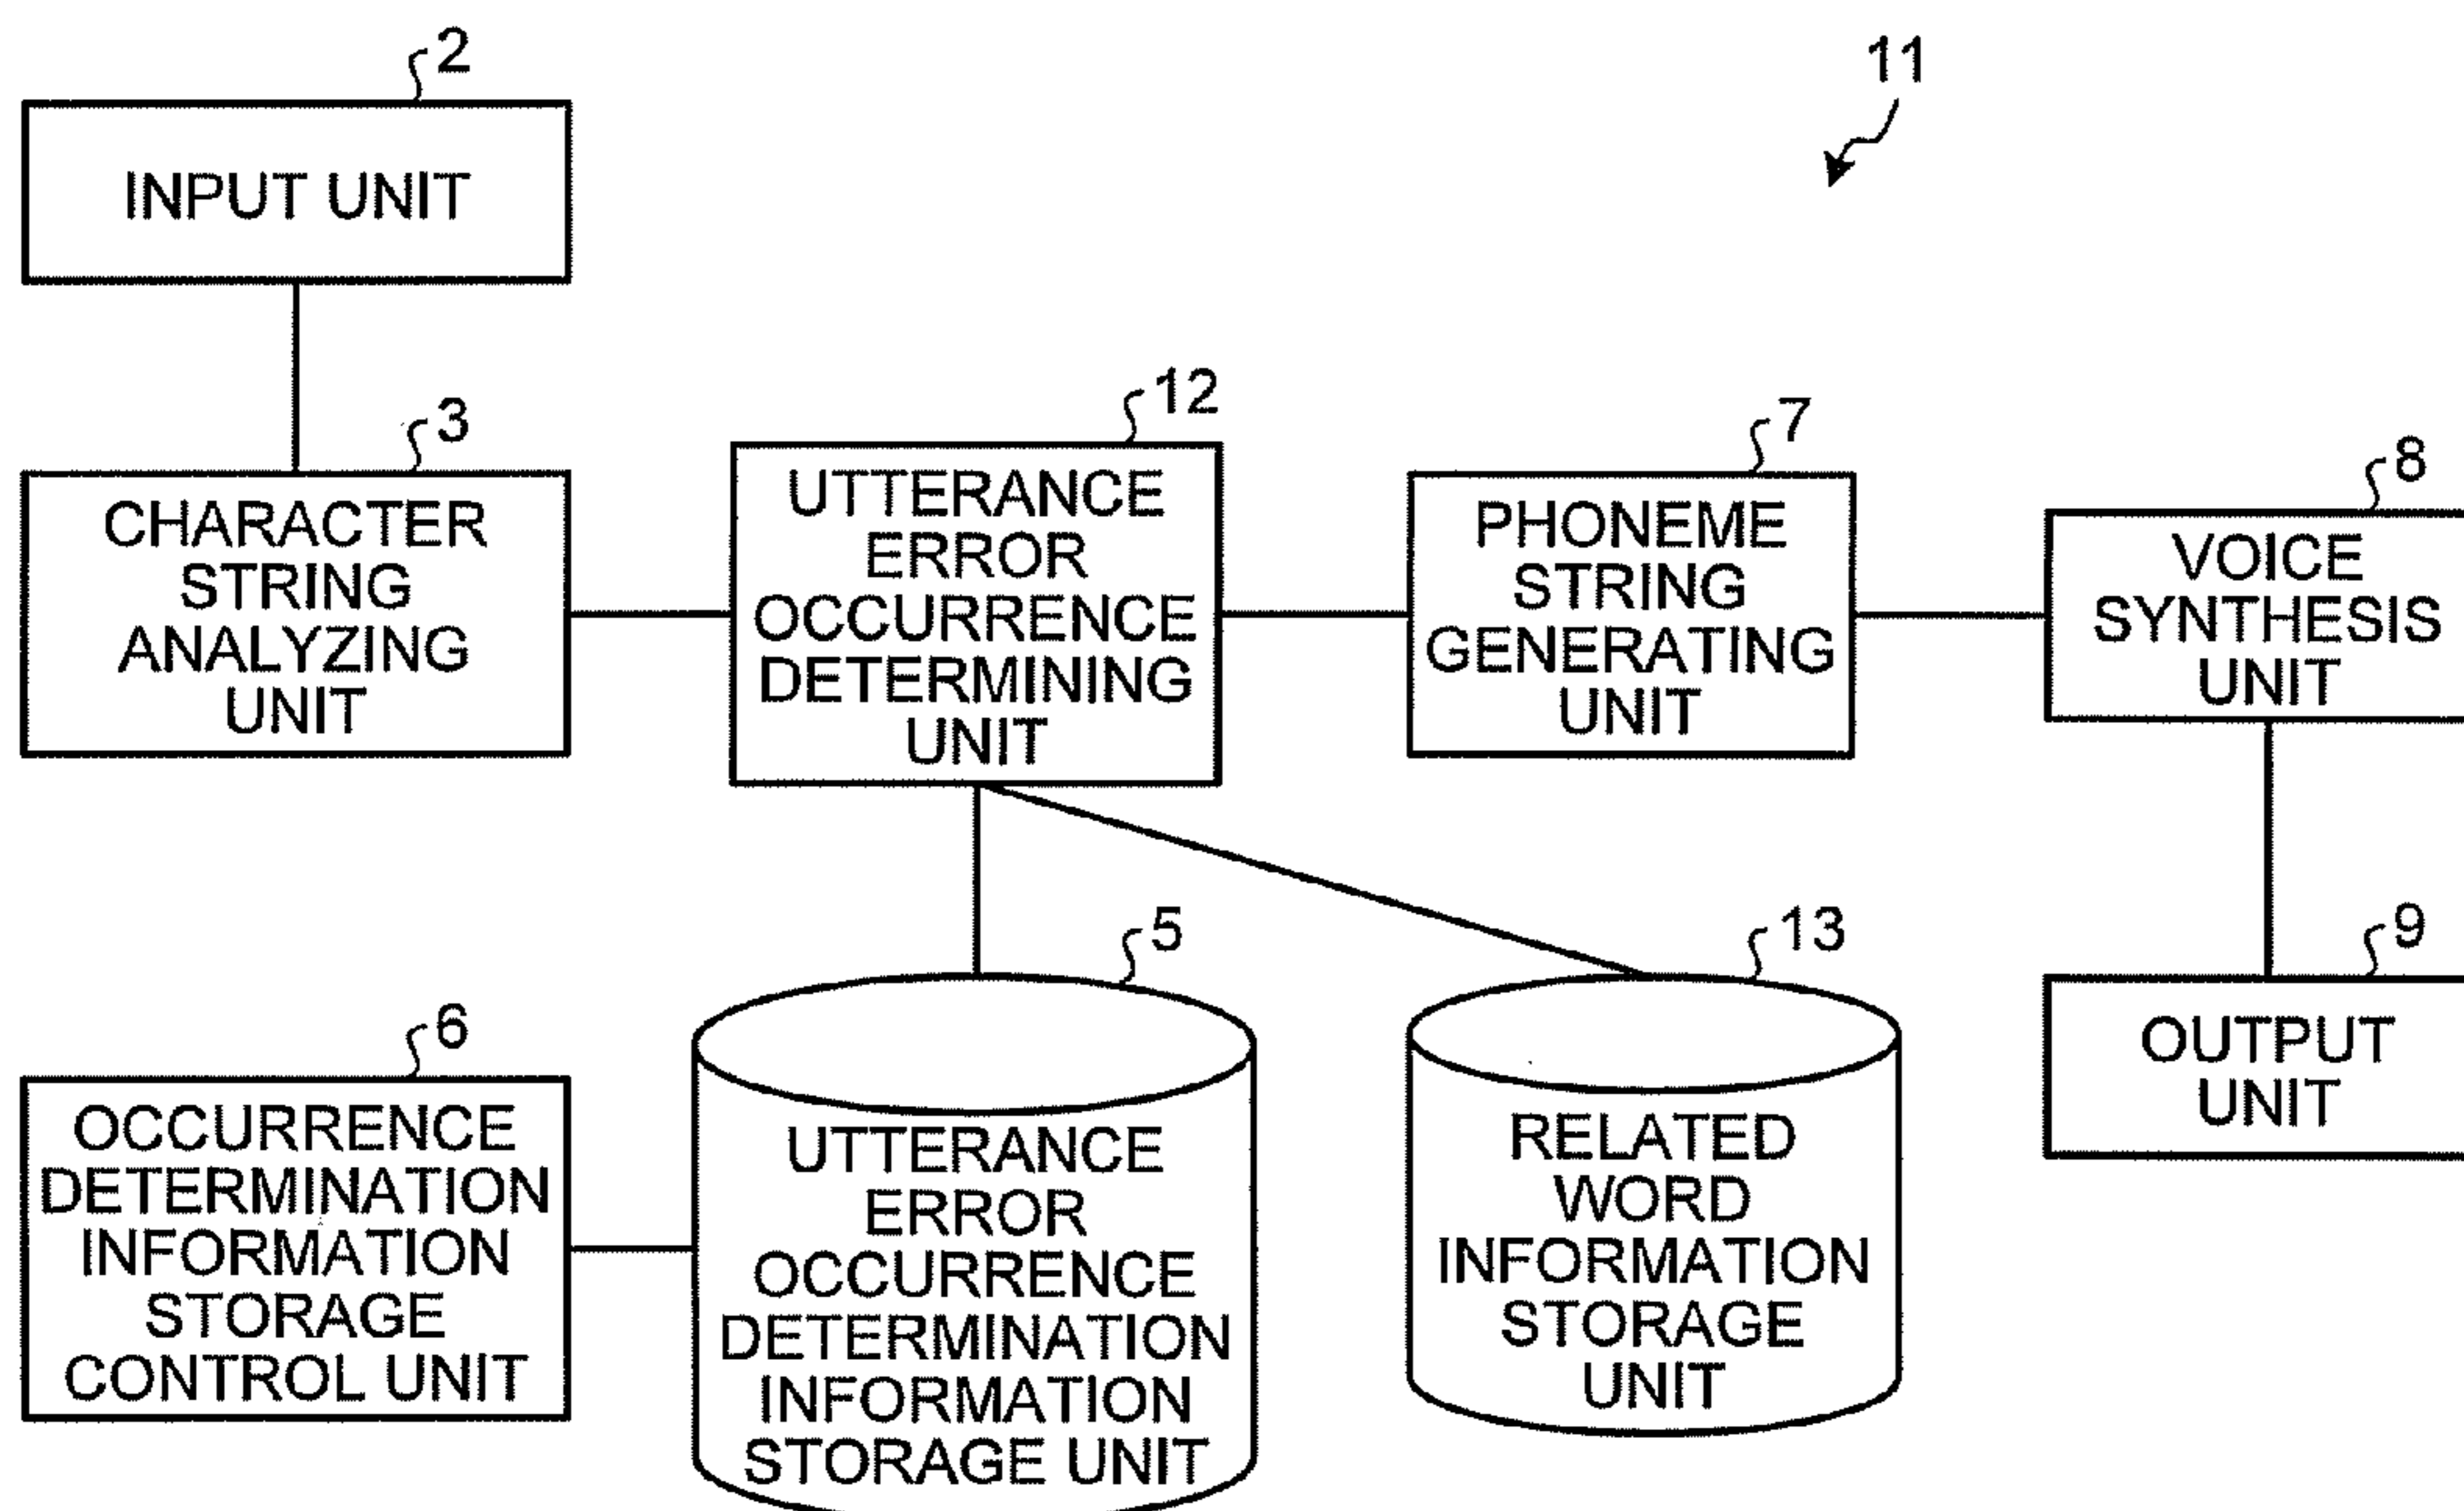 2
11
INPUT UNIT
3
CHARACTER
STRING
ANALYZING
UNIT
12
UTTERANCE
ERROR
OCCURRENCE
DETERMINING
UNIT
7
PHONEME
STRING
GENERATING
UNIT
8
VOICE
SYNTHESIS
UNIT
6
OCCURRENCE
DETERMINATION
INFORMATION
STORAGE
CONTROL UNIT
5
UTTERANCE
ERROR
OCCURRENCE
DETERMINATION
INFORMATION
STORAGE UNIT
13
RELATED
WORD
INFORMATION
STORAGE
UNIT
9
OUTPUT
UNIT